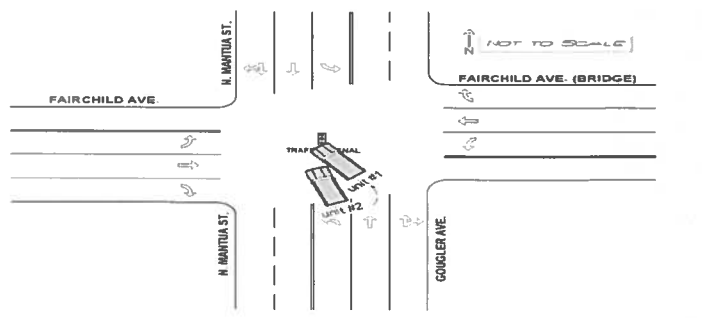 N. MANTUA ST.
N
NOT TO SCALE
FAIRCHILD AVE. (BRIDGE)
FAIRCHILD AVE.
unit #1
unit #2
N. MANTUA ST.
GOUGLER AVE.